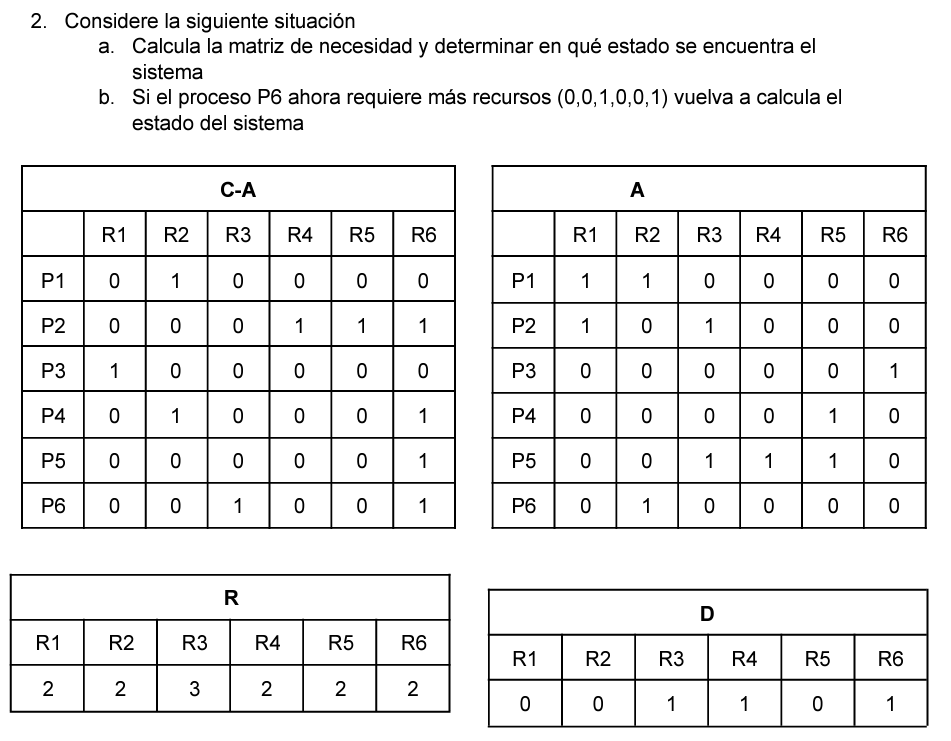 2. Considere la siguiente situación
a. Calcula la matriz de necesidad y determinar en qué estado se encuentra el
sistema
b. Si el proceso P6 ahora requiere más recursos (0,0,1,0,0,1) vuelva a calcula el
estado del sistema
C-A
R1 R2 R3 R4 R5 R6
P1 0 1 0 0 0 0
P2 0 0 0 1 1 1
P3 1 0 0 0 0 0
P4 0 1 0 0 0 1
P5 0 0 0 0 0 1
P6 0 0 1 0 0 1
A
R1 R2 R3 R4 R5 R6
P1 1 1 0 0 0 0
P2 1 0 1 0 0 0
P3 0 0 0 0 0 1
P4 0 0 0 0 1 0
P5 0 0 1 1 1 0
P6 0 1 0 0 0 0
R
R1 R2 R3 R4 R5 R6
2 2 3 2 2 2
D
R1 R2 R3 R4 R5 R6
0 0 1 1 0 1